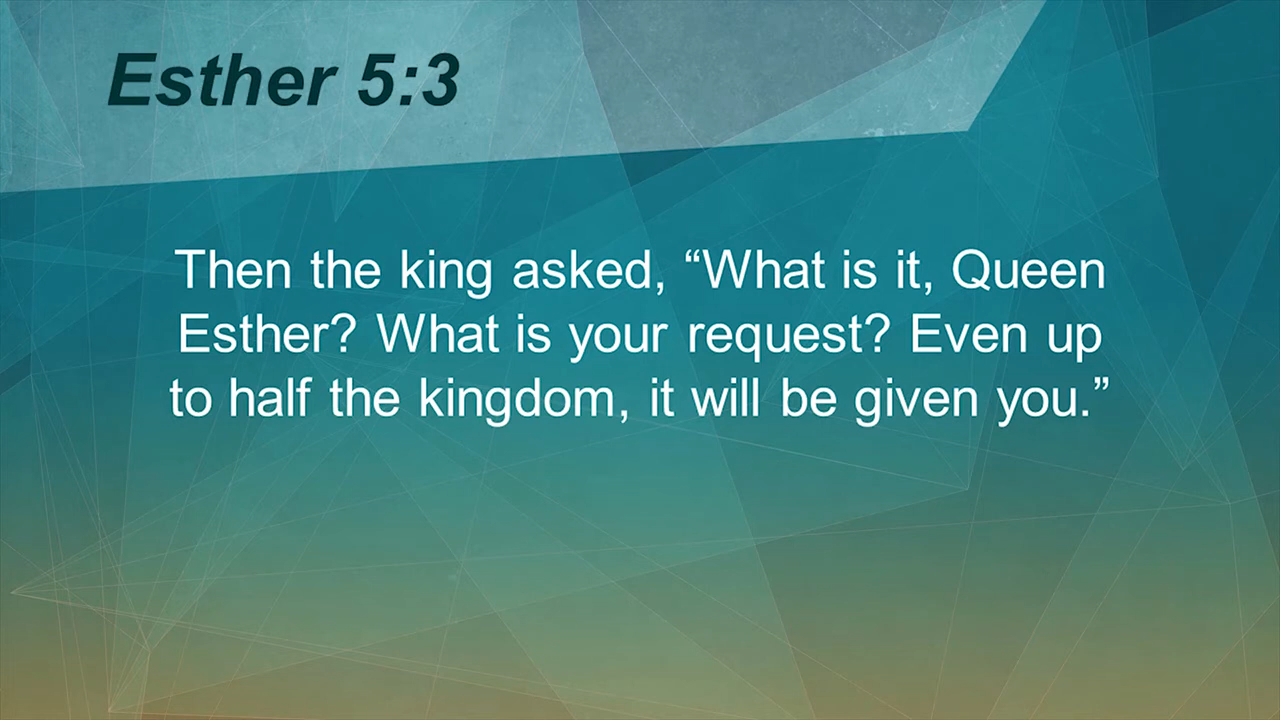 Esther 5:3
Then the king asked, “What is it, Queen
Esther? What is your request? Even up
to half the kingdom, it will be given you.”